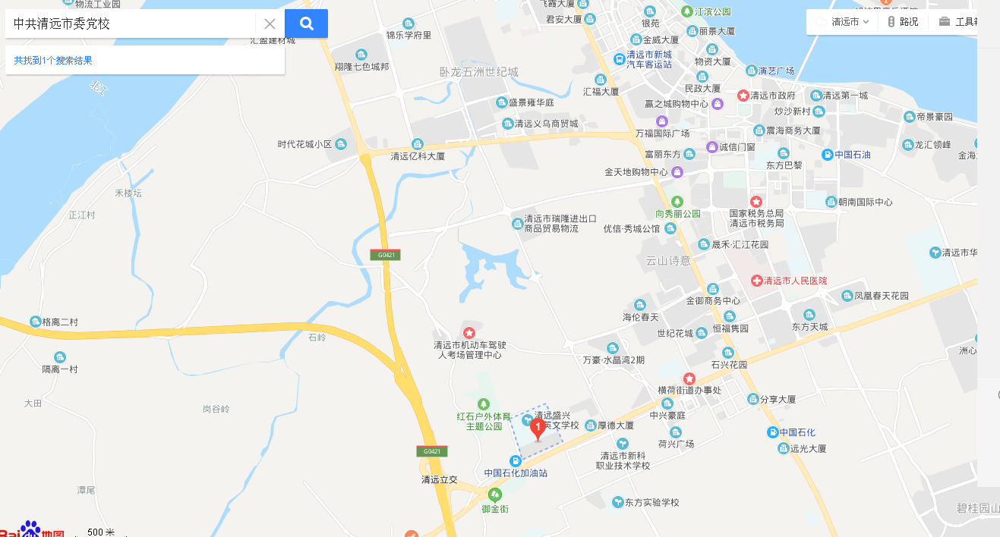 物流工业园
飞霞大厦
江滨公园
中共清远市委党校
君安大厦
银苑
清远市
路况
工具箱
锦乐学府里
丽景大厦
汇盈建材城
金威大厦
共找到1个搜索结果
清远市新城
汽车客运站
物资大厦
翔隆七色城邦
卧龙五洲世纪城
演艺广场
北江
汇福大厦
民政大厦
清远市政府
清远第一城
盛景雍华庭
赢之城购物中心
炒沙新村
帝景豪园
清远义乌商贸城
万福国际广场
震海商务大厦
时代花城小区
诚信门窗
龙汇领峰
清远亿科大厦
富丽东方
中国石油
金海
东方巴黎
金天地购物中心
禾楼坛
朝南国际中心
正江村
向秀丽公园
国家税务总局
清远市税务局
清远市瑞隆进出口
商品贸易物流
优信·秀城公馆
晟禾·汇江花园
G0421
云山诗意
清远市华
清远市人民医院
金御商务中心
凤凰春天花园
海伦春天
格离二村
恒福隽园
东方天城
石岭
世纪花城
清远市机动车驾驶
人考场管理中心
洲心
隔离一村
万豪·水晶湾2期
石兴花园
横荷街道办事处
大田
岗谷岭
分享大厦
红石户外体育
主题公园
清远盛兴
英文学校
1
厚德大厦
中兴豪庭
中国石化
荷兴广场
远光大厦
G0421
清远市新科
职业技术学校
中国石化加油站
清远立交
潭尾
御金街
东方实验学校
碧桂园山
500 米
Bai du 地图